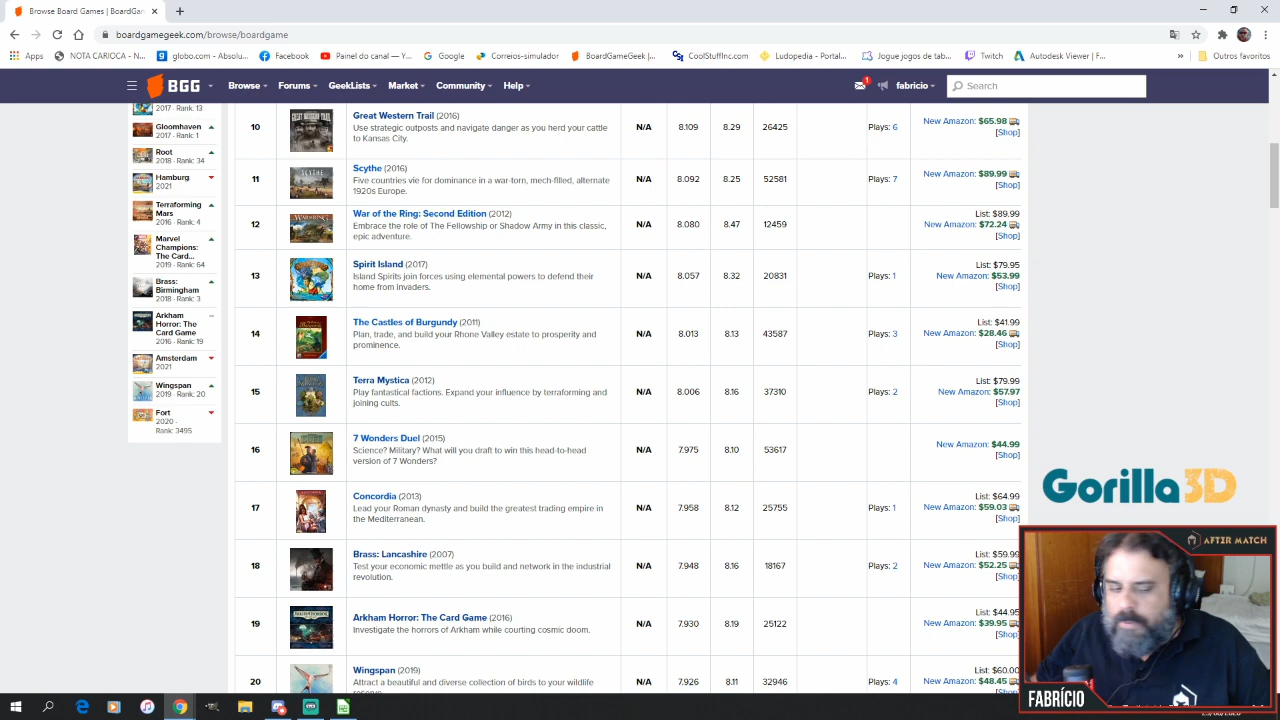 Browse Board Games | BoardGam
boardgamegeek.com/browse/boardgame
Apps
NOTA CARIOCA - N...
globo.com - Absolut...
Facebook
Painel do canal — Y...
Google
Correios-simulador
BoardGameGeek | G...
CoolStuffInc.com
Ludopedia - Portal...
Jogue jogos de tab...
Twitch
Autodesk Viewer | F...
»
Outros favoritos
BGG
Browse
Forums
GeekLists
Market
Community
Help
1
fabricio
Search
2017 · Rank: 13
Gloomhaven
2017 · Rank: 1
Root
2018 · Rank: 34
Hamburg
2021
Terraforming
Mars
2016 · Rank: 4
Marvel
Champions:
The Card...
2019 · Rank: 64
Brass:
Birmingham
2018 · Rank: 3
Arkham
Horror: The
Card Game
2016 · Rank: 19
Amsterdam
2021
Wingspan
2019 · Rank: 20
Fort
2020 ·
Rank: 3495
10
GREAT WESTERN TRAIL
Great Western Trail (2016)
Use strategic outposts and navigate danger as you herd your cattle
to Kansas City.
N/A
8.109
8.29
26425
Plays: 6
New Amazon: $65.98
[Shop]
11
SCYTHE
Scythe (2016)
Five countries vie for dominance in a war-torn, mech-filled, alternate
1920s Europe.
N/A
8.092
8.25
52581
Plays: 7
New Amazon: $89.99
[Shop]
12
War of the Ring: Second Edition (2012)
Embrace the role of The Fellowship or Shadow Army in this classic,
epic adventure.
N/A
8.080
8.47
12459
List: $89.99
New Amazon: $72.24
[Shop]
13
Spirit Island (2017)
Island Spirits join forces using elemental powers to defend their
home from invaders.
N/A
8.057
8.32
20831
Plays: 1
List: $79.95
New Amazon: $53.99
[Shop]
14
The Castles of Burgundy (2011)
Plan, trade, and build your Rhone Valley estate to prosperity and
prominence.
N/A
8.013
8.13
43587
Plays: 3
List: $41.99
New Amazon: $28.46
[Shop]
15
Terra Mystica (2012)
Play fantastical factions. Expand your influence by terraforming and
joining cults.
N/A
8.006
8.16
37310
Plays: 2
List: $79.99
New Amazon: $57.97
[Shop]
16
7 Wonders Duel (2015)
Science? Military? What will you draft to win this head-to-head
version of 7 Wonders?
N/A
7.975
8.10
53617
New Amazon: $44.99
[Shop]
17
Concordia (2013)
Lead your Roman dynasty and build the greatest trading empire in
the Mediterranean.
N/A
7.958
8.12
25755
Plays: 1
List: $64.99
New Amazon: $59.03
[Shop]
18
Brass: Lancashire (2007)
Test your economic mettle as you build and network in the industrial
revolution.
N/A
7.948
8.16
18167
Plays: 2
List: $59.99
New Amazon: $52.25
[Shop]
19
Arkham Horror: The Card Game (2016)
Investigate the horrors of Arkham while courting cosmic doom.
N/A
7.930
8.19
25122
List: $44.95
New Amazon: $39.95
[Shop]
20
Wingspan (2019)
Attract a beautiful and diverse collection of birds to your wildlife
N/A
7.926
8.11
32946
Plays: 4
List: $60.00
New Amazon: $48.45
Gorilla3D
AFT2R MATCH
FABRÍCIO